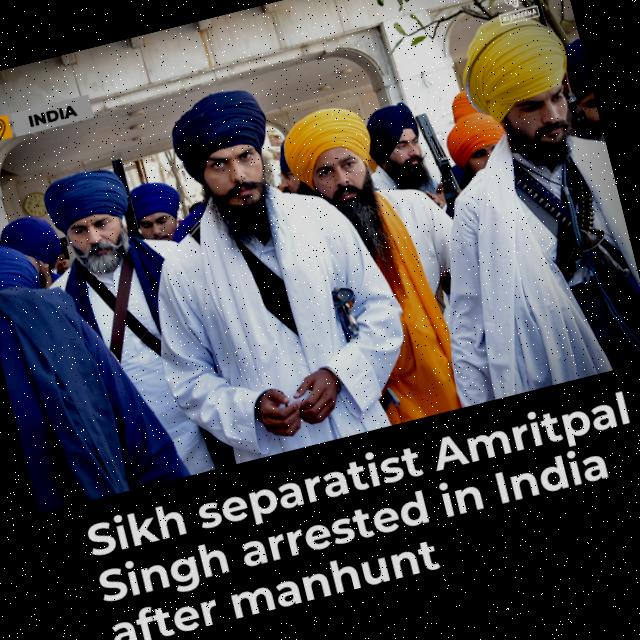 INDIA
Sikh separatist Amritpal
Singh arrested in India
after manhunt